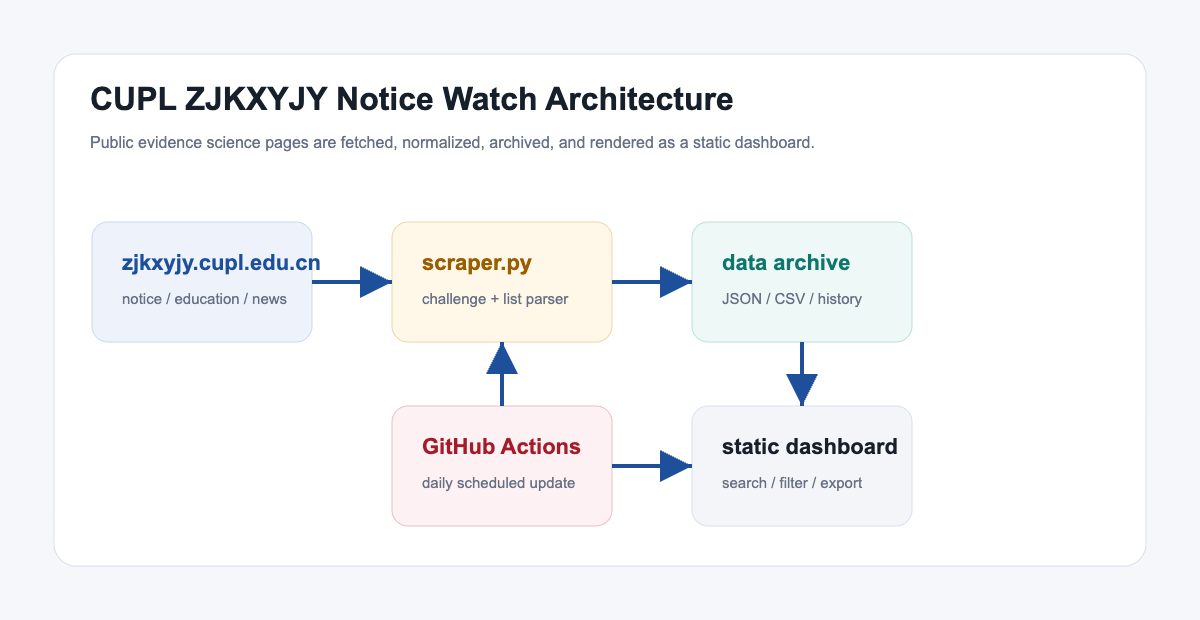 CUPL ZJKXYJY Notice Watch Architecture
Public evidence science pages are fetched, normalized, archived, and rendered as a static dashboard.
zjkxyjy.cupl.edu.cn
notice / education / news
scraper.py
challenge + list parser
data archive
JSON / CSV / history
GitHub Actions
daily scheduled update
static dashboard
search / filter / export